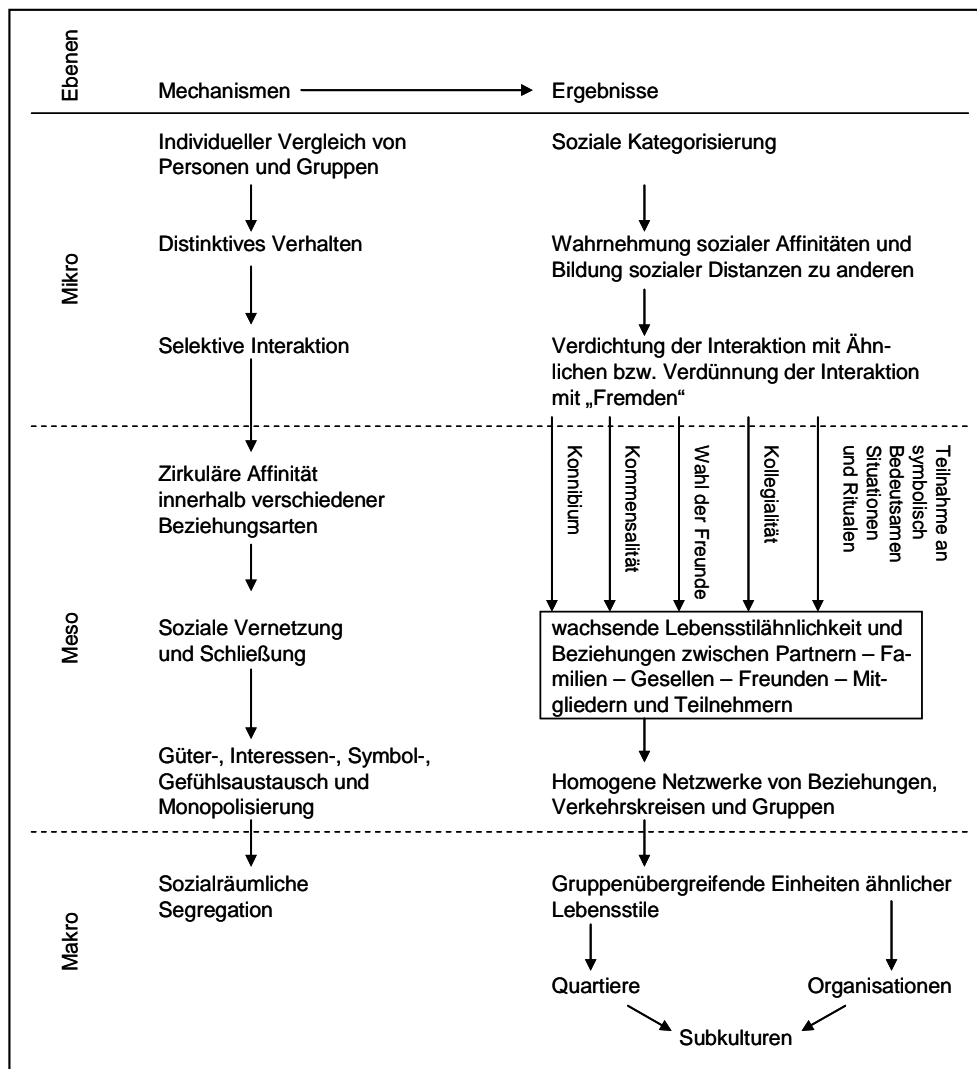 Ebenen
Mechanismen
Ergebnisse
Mikro
Individueller Vergleich von
Personen und Gruppen
Soziale Kategorisierung
Distinktives Verhalten
Wahrnehmung sozialer Affinitäten und
Bildung sozialer Distanzen zu anderen
Selektive Interaktion
Verdichtung der Interaktion mit Ähn-
lichen bzw. Verdünnung der Interaktion
mit „Fremden“
Meso
Zirkuläre Affinität
innerhalb verschiedener
Beziehungsarten
Konnibium
Kommensalität
Wahl der Freunde
Kollegialität
Teilnahme an
symbolisch
Bedeutsamen
Situationen
und Ritualen
Soziale Vernetzung
und Schließung
wachsende Lebensstilähnlichkeit und
Beziehungen zwischen Partnern – Fa-
milien – Gesellen – Freunden – Mit-
gliedern und Teilnehmern
Güter-, Interessen-, Symbol-,
Gefühlsaustausch und
Monopolisierung
Homogene Netzwerke von Beziehungen,
Verkehrskreisen und Gruppen
Makro
Sozialräumliche
Segregation
Gruppenübergreifende Einheiten ähnlicher
Lebensstile
Quartiere
Organisationen
Subkulturen